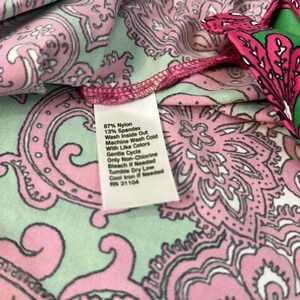 87% Nylon
13% Spandex
Wash Inside Out
Machine Wash Cold
With Like Colors
Gentle Cycle
Only Non-Chlorine
Bleach If Needed
Tumble Dry Low
Cool Iron If Needed
RN 31104